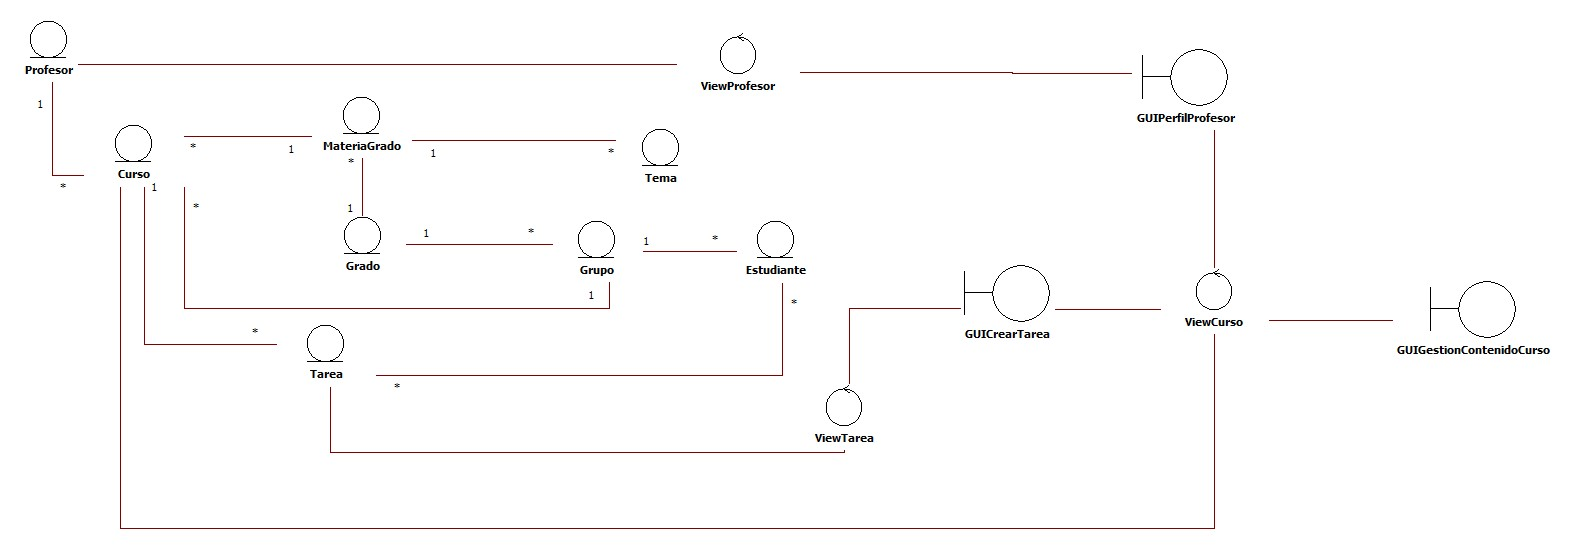 Profesor
ViewProfesor
1
GUIPerfilProfesor
*
1
MateriaGrado
1
*
Curso
*
Tema
*
1
*
1
Grado
1
*
Grupo
1
*
Estudiante
1
*
GUICrearTarea
ViewCurso
GUIGestionContenidoCurso
*
Tarea
*
ViewTarea